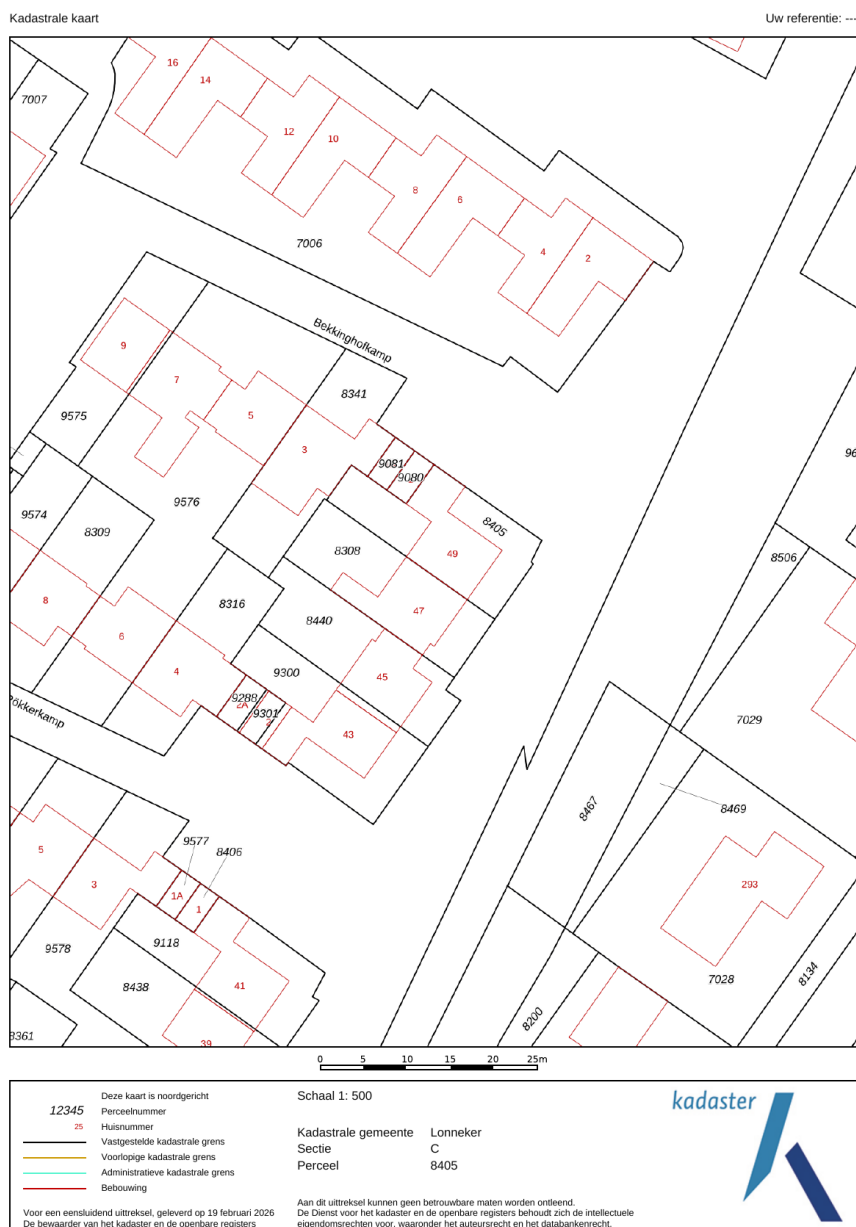 Kadastrale kaart
Uw referentie: ---
16
14
7007
12
10
8
6
7006
4
2
Bekkinghofkamp
9
7
8341
5
9575
3
9081
9080
9576
9574
8405
8309
49
8308
8506
8
8316
47
6
8440
4
9300
45
9288
2A
9301
43
7029
8467
8469
9577
8406
5
3
1A
1
293
9118
9578
41
7028
8134
8438
8200
8361
39
0 5 10 15 20 25m
Deze kaart is noordgericht
12345 Perceelnummer
25 Huisnummer
Vastgestelde kadastrale grens
Voorlopige kadastrale grens
Administratieve kadastrale grens
Bebouwing
Schaal 1: 500
Kadastrale gemeente Lonneker
Sectie C
Perceel 8405
kadaster
Voor een eensluidend uittreksel, geleverd op 19 februari 2026
De bewaarder van het kadaster en de openbare registers
Aan dit uittreksel kunnen geen betrouwbare maten worden ontleend.
De Dienst voor het kadaster en de openbare registers behoudt zich de intellectuele
eigendomsrechten voor, waaronder het auteursrecht en het databankenrecht.